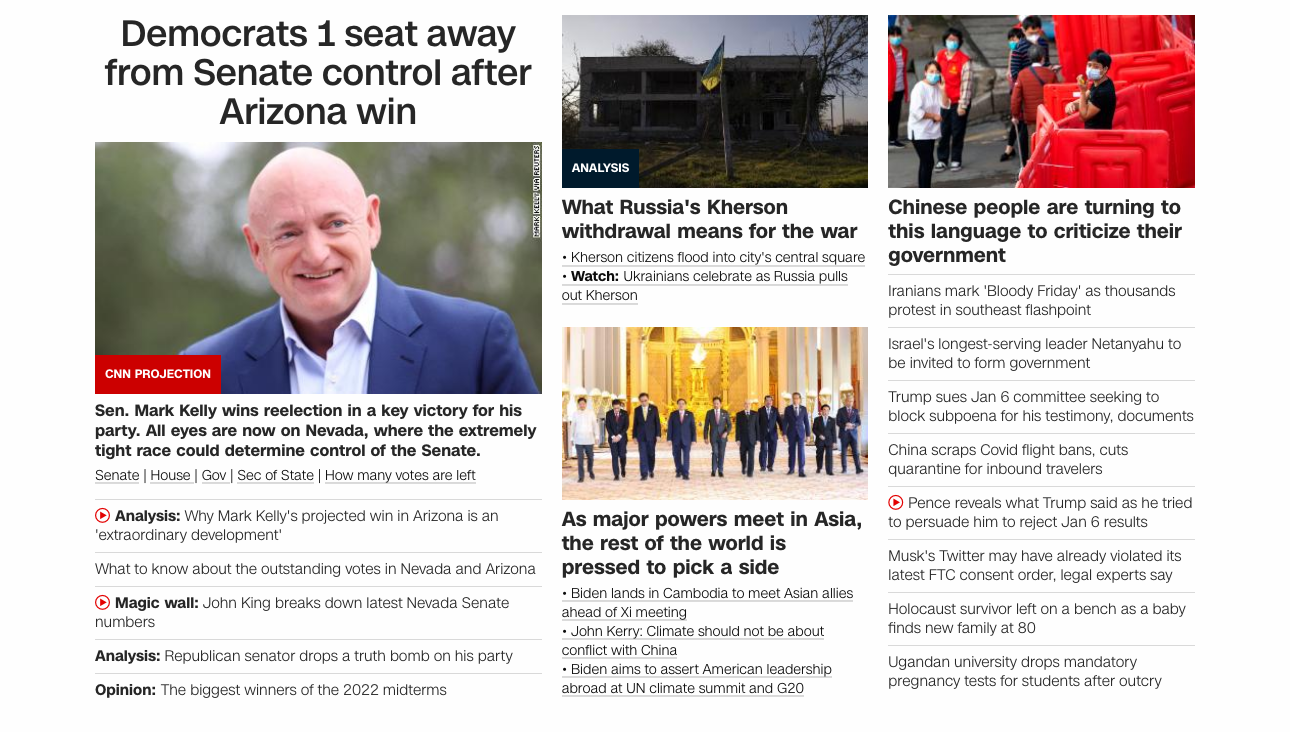 Democrats 1 seat away
from Senate control after
Arizona win
MARK KELLY VIA REUTERS
CNN PROJECTION
Sen. Mark Kelly wins reelection in a key victory for his
party. All eyes are now on Nevada, where the extremely
tight race could determine control of the Senate.
Senate | House | Gov | Sec of State | How many votes are left
Analysis: Why Mark Kelly's projected win in Arizona is an
'extraordinary development'
What to know about the outstanding votes in Nevada and Arizona
Magic wall: John King breaks down latest Nevada Senate
numbers
Analysis: Republican senator drops a truth bomb on his party
Opinion: The biggest winners of the 2022 midterms
ANALYSIS
What Russia's Kherson
withdrawal means for the war
• Kherson citizens flood into city's central square
• Watch: Ukrainians celebrate as Russia pulls
out Kherson
As major powers meet in Asia,
the rest of the world is
pressed to pick a side
• Biden lands in Cambodia to meet Asian allies
ahead of Xi meeting
• John Kerry: Climate should not be about
conflict with China
• Biden aims to assert American leadership
abroad at UN climate summit and G20
Chinese people are turning to
this language to criticize their
government
Iranians mark 'Bloody Friday' as thousands
protest in southeast flashpoint
Israel's longest-serving leader Netanyahu to
be invited to form government
Trump sues Jan 6 committee seeking to
block subpoena for his testimony, documents
China scraps Covid flight bans, cuts
quarantine for inbound travelers
Pence reveals what Trump said as he tried
to persuade him to reject Jan 6 results
Musk's Twitter may have already violated its
latest FTC consent order, legal experts say
Holocaust survivor left on a bench as a baby
finds new family at 80
Ugandan university drops mandatory
pregnancy tests for students after outcry